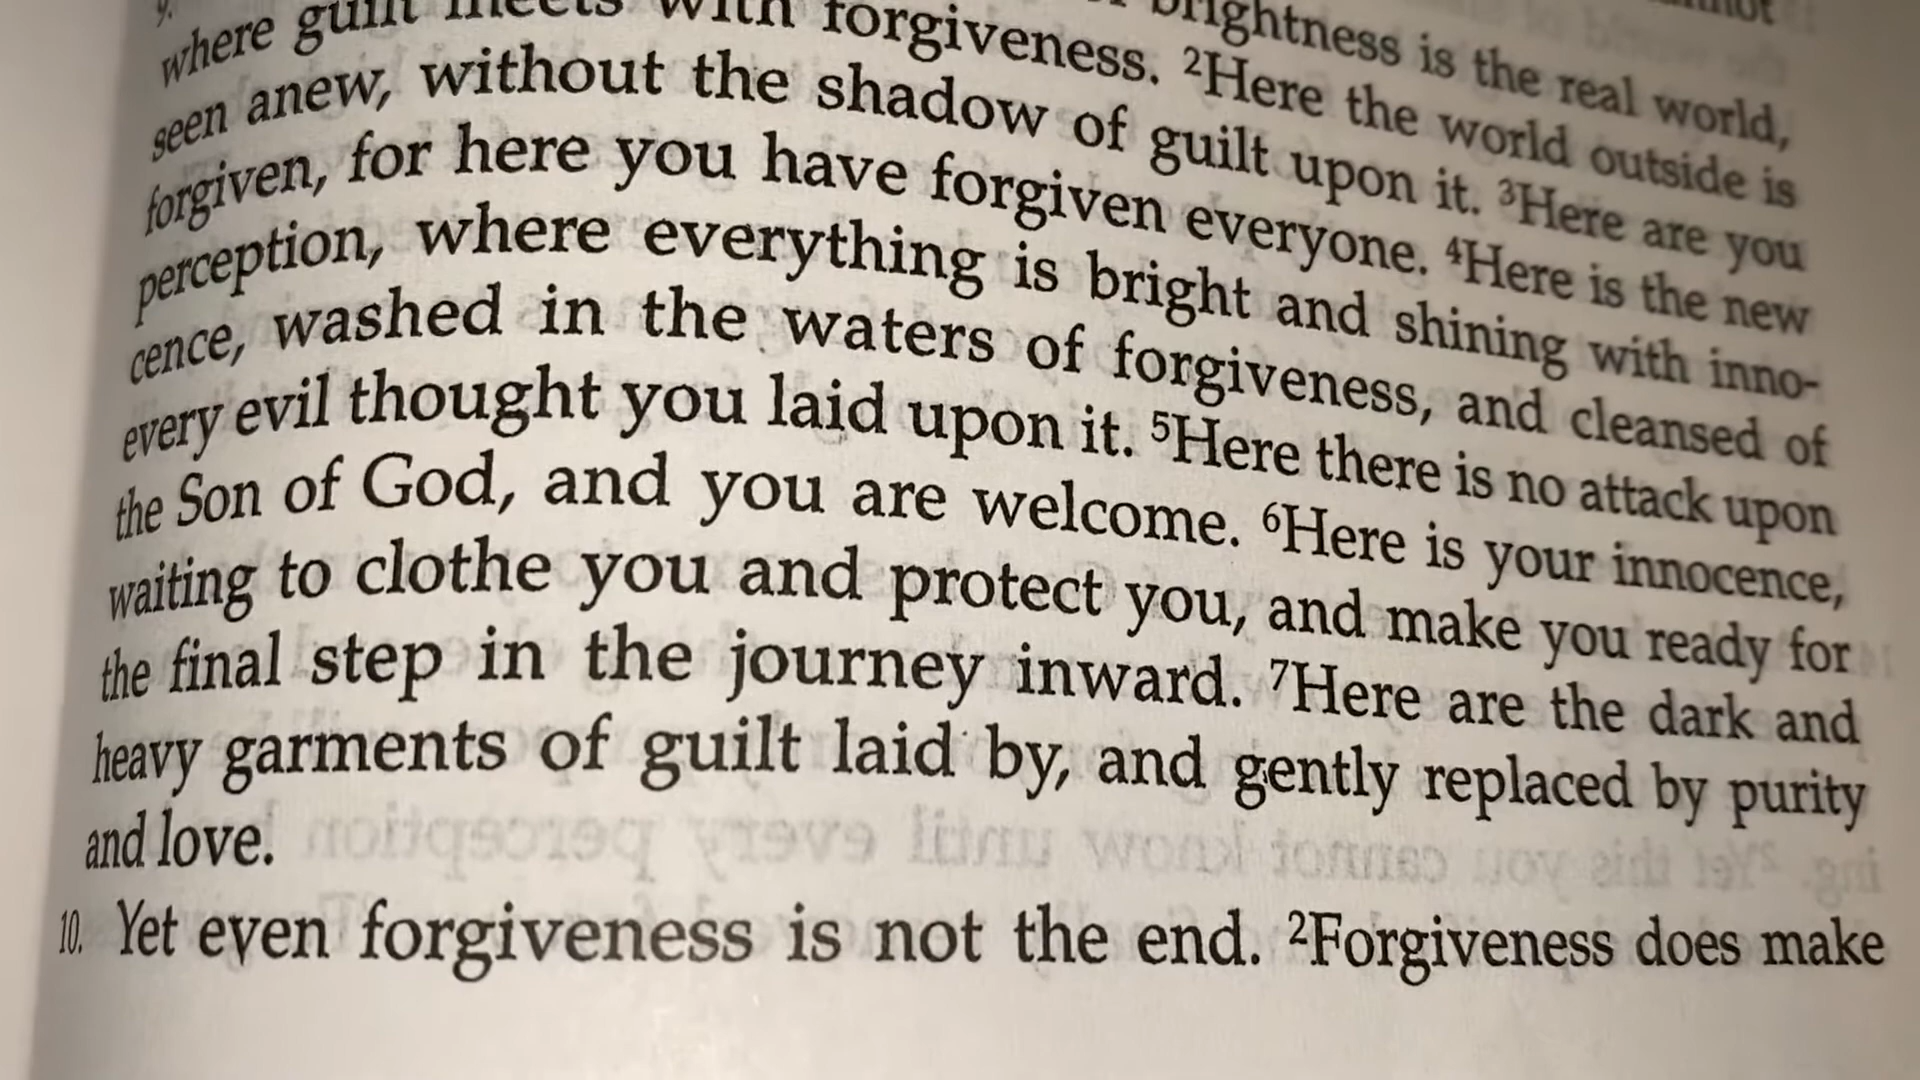 9. brightness is the real world,
where guilt meets with forgiveness. ²Here the world outside is
seen anew, without the shadow of guilt upon it. ³Here are you
forgiven, for here you have forgiven everyone. ⁴Here is the new
perception, where everything is bright and shining with inno-
cence, washed in the waters of forgiveness, and cleansed of
every evil thought you laid upon it. ⁵Here there is no attack upon
the Son of God, and you are welcome. ⁶Here is your innocence,
waiting to clothe you and protect you, and make you ready for
the final step in the journey inward. ⁷Here are the dark and
heavy garments of guilt laid by, and gently replaced by purity
and love.
10. Yet even forgiveness is not the end. ²Forgiveness does make